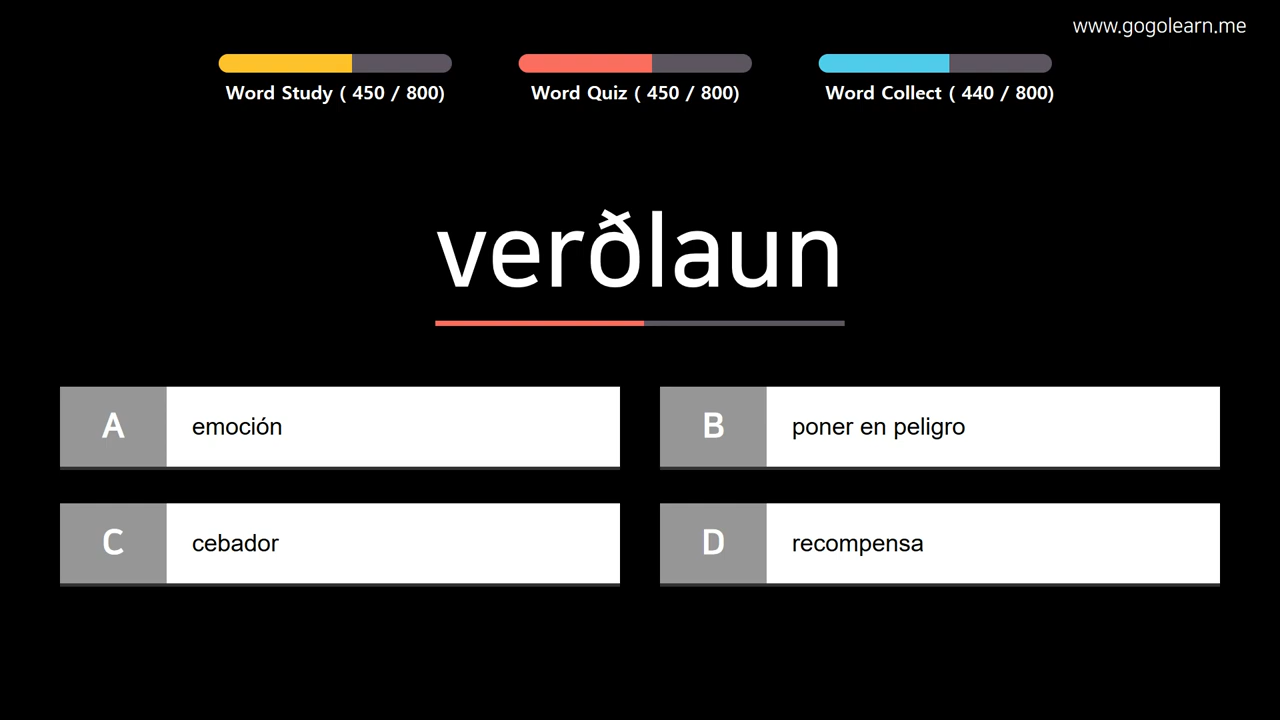 www.gogolearn.me
Word Study ( 450 / 800)
Word Quiz ( 450 / 800)
Word Collect ( 440 / 800)
verðlaun
A emoción
B poner en peligro
C cebador
D recompensa